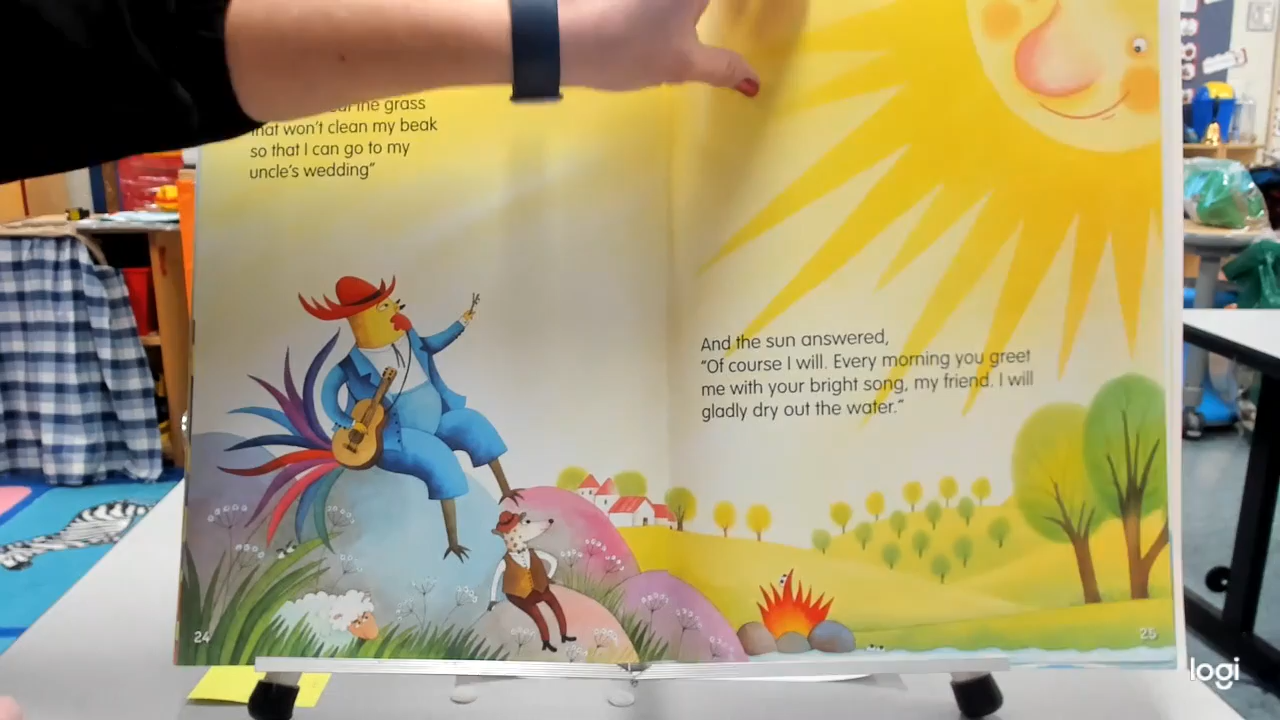 the grass
that won't clean my beak
so that I can go to my
uncle's wedding”
And the sun answered,
“Of course I will. Every morning you greet
me with your bright song, my friend. I will
gladly dry out the water.”
24
25
logi